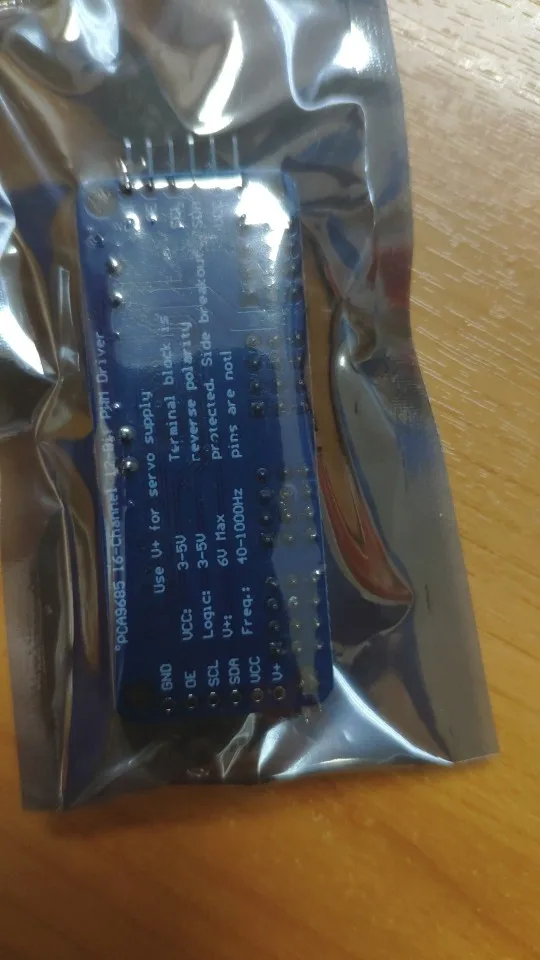 PCA9685 16-Channel 12-Bit PWM Driver
Use V+ for servo supply
Terminal block is
reverse polarity
protected. Side breakout
pins are not!
VCC: 3-5V
Logic: 3-5V
V+: 6V Max
Freq.: 40-1000Hz
GND
OE
SCL
SDA
VCC
V+